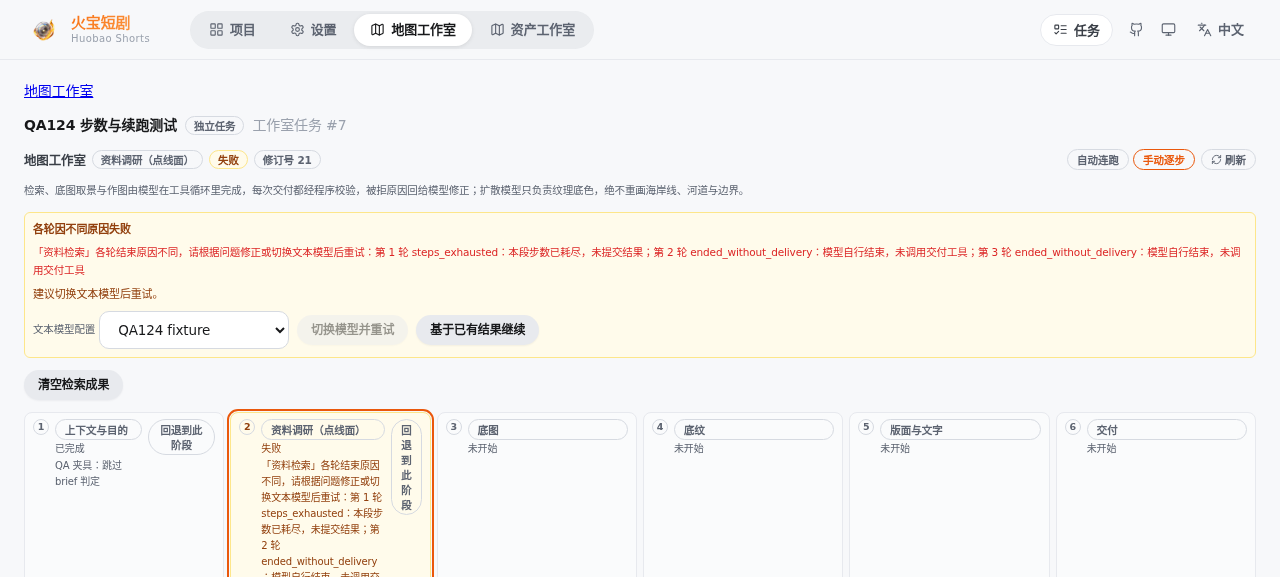 火宝短剧
Huobao Shorts
项目
设置
地图工作室
资产工作室
任务
中文
地图工作室
QA124 步数与续跑测试 独立任务 工作室任务 #7
地图工作室 资料调研（点线面） 失败 修订号 21
自动连跑 手动逐步 刷新
检索、底图取景与作图由模型在工具循环里完成，每次交付都经程序校验，被拒原因回给模型修正；扩散模型只负责纹理底色，绝不重画海岸线、河道与边界。
各轮因不同原因失败
「资料检索」各轮结束原因不同，请根据问题修正或切换文本模型后重试：第 1 轮 steps_exhausted：本段步数已耗尽，未提交结果；第 2 轮 ended_without_delivery：模型自行结束，未调用交付工具；第 3 轮 ended_without_delivery：模型自行结束，未调
用交付工具
建议切换文本模型后重试。
文本模型配置 QA124 fixture 切换模型并重试 基于已有结果继续
清空检索成果
1 上下文与目的
回退到此
阶段
已完成
QA 夹具：跳过
brief 判定
2 资料调研（点线面）
回
退
到
此
阶
段
失败
「资料检索」各轮结束原因
不同，请根据问题修正或切
换文本模型后重试：第 1 轮
steps_exhausted：本段步
数已耗尽，未提交结果；第
2 轮
ended_without_delivery
：模型自行结束，未调用交
3 底图
未开始
4 底纹
未开始
5 版面与文字
未开始
6 交付
未开始